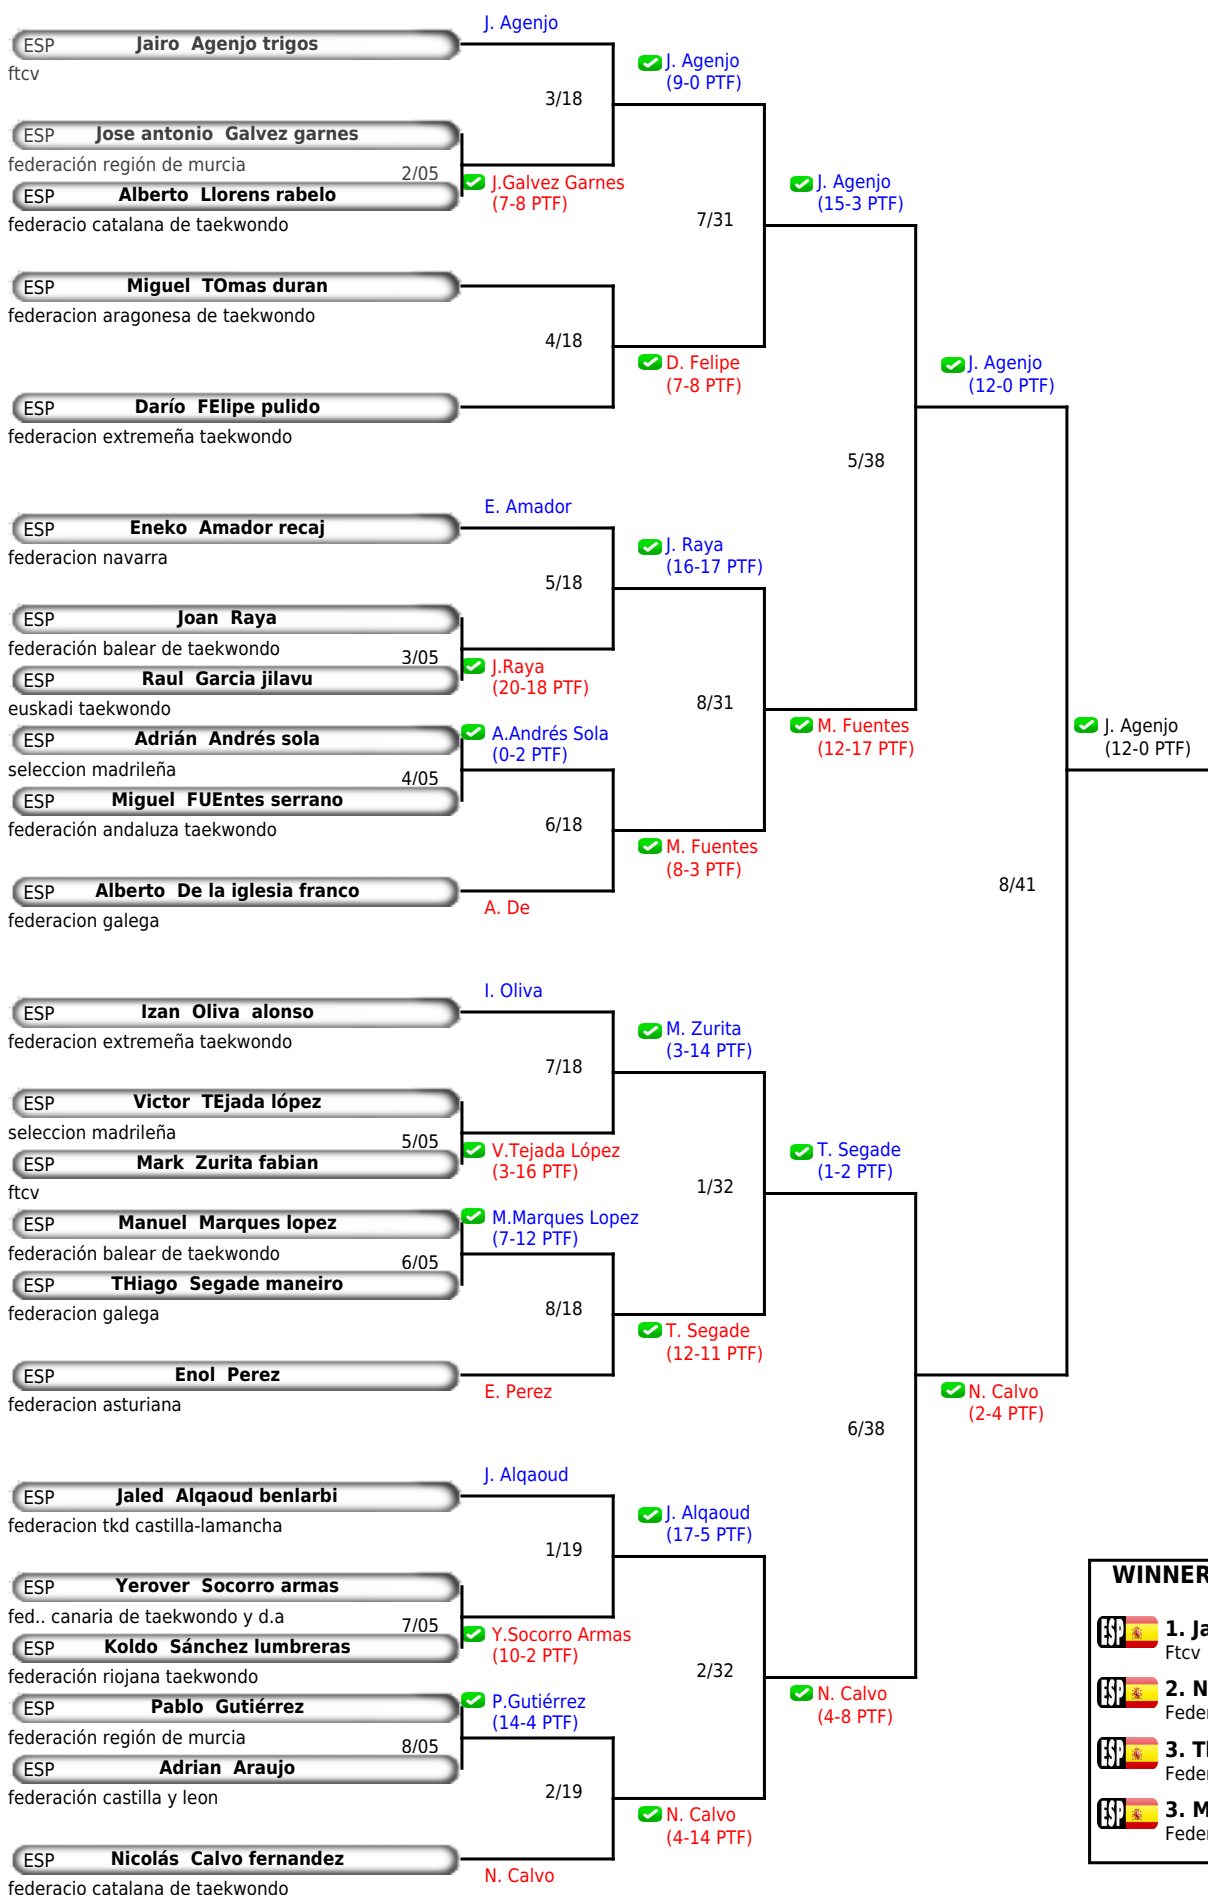 J. Agenjo
ESP Jairo Agenjo trigos
ftcv
J. Agenjo
(9-0 PTF)
3/18
ESP Jose antonio Galvez garnes
federación región de murcia
2/05
J.Galvez Garnes
(7-8 PTF)
ESP Alberto Llorens rabelo
federacio catalana de taekwondo
J. Agenjo
(15-3 PTF)
7/31
ESP Miguel TOmas duran
federacion aragonesa de taekwondo
4/18
D. Felipe
(7-8 PTF)
J. Agenjo
(12-0 PTF)
ESP Darío FElipe pulido
federacion extremeña taekwondo
5/38
E. Amador
ESP Eneko Amador recaj
federacion navarra
J. Raya
(16-17 PTF)
5/18
ESP Joan Raya
federación balear de taekwondo
3/05
J.Raya
(20-18 PTF)
ESP Raul Garcia jilavu
euskadi taekwondo
8/31
M. Fuentes
(12-17 PTF)
J. Agenjo
(12-0 PTF)
ESP Adrián Andrés sola
A.Andrés Sola
(0-2 PTF)
seleccion madrileña
4/05
ESP Miguel FUEntes serrano
federación andaluza taekwondo
6/18
M. Fuentes
(8-3 PTF)
ESP Alberto De la iglesia franco
A. De
federacion galega
8/41
I. Oliva
ESP Izan Oliva alonso
federacion extremeña taekwondo
M. Zurita
(3-14 PTF)
7/18
ESP Victor TEjada lópez
seleccion madrileña
5/05
V.Tejada López
(3-16 PTF)
ESP Mark Zurita fabian
ftcv
T. Segade
(1-2 PTF)
1/32
ESP Manuel Marques lopez
M.Marques Lopez
(7-12 PTF)
federación balear de taekwondo
6/05
ESP THiago Segade maneiro
federacion galega
8/18
T. Segade
(12-11 PTF)
ESP Enol Perez
E. Perez
federacion asturiana
N. Calvo
(2-4 PTF)
6/38
J. Alqaoud
ESP Jaled Alqaoud benlarbi
federacion tkd castilla-lamancha
J. Alqaoud
(17-5 PTF)
1/19
ESP Yerover Socorro armas
fed.. canaria de taekwondo y d.a
7/05
Y.Socorro Armas
(10-2 PTF)
ESP Koldo Sánchez lumbreras
federación riojana taekwondo
2/32
N. Calvo
(4-8 PTF)
ESP Pablo Gutiérrez
P.Gutiérrez
(14-4 PTF)
federación región de murcia
8/05
ESP Adrian Araujo
federación castilla y leon
2/19
N. Calvo
(4-14 PTF)
ESP Nicolás Calvo fernandez
N. Calvo
federacio catalana de taekwondo
WINNER
ESP 1. Ja
Ftcv
ESP 2. N
Feder
ESP 3. Tl
Feder
ESP 3. M
Feder